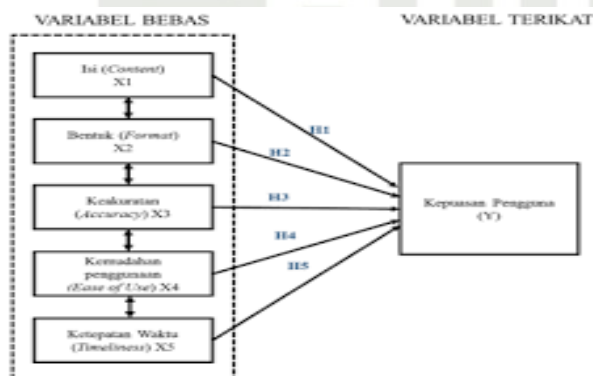 VARIABEL BEBAS
VARIABEL TERIKAT
Isi (Content)
X1
Bentuk (Format)
X2
Keakuratan
(Accuracy) X3
Kemudahan
penggunaan
(Ease of Use) X4
Ketepatan Waktu
(Timeliness) X5
H1
H2
H3
H4
H5
Kepuasan Pengguna
(Y)